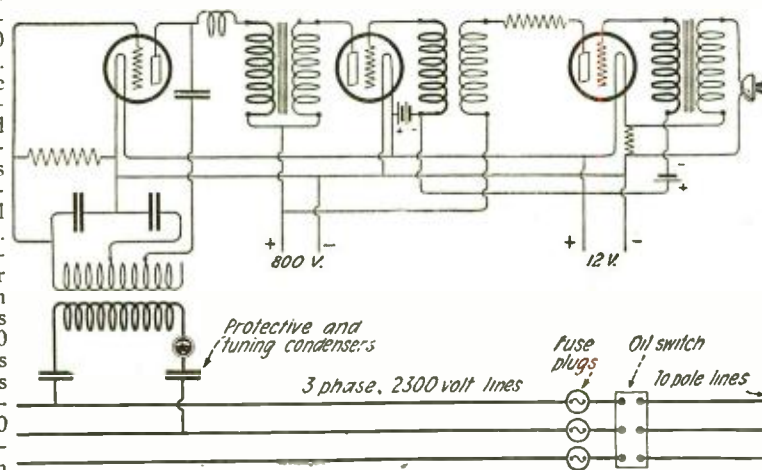 + -
- +
+ - + -
800 V. 12 V.
Protective and
tuning condensers
Fuse
plugs
Oil switch
3 phase, 2300 volt lines
To pole lines